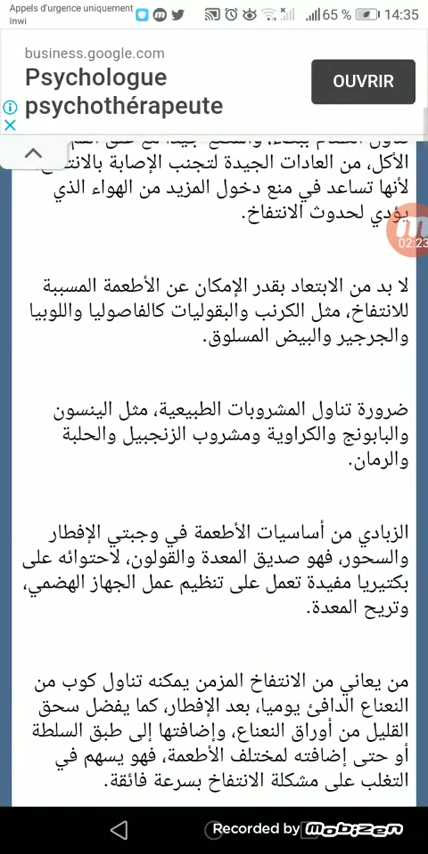 Appels d'urgence uniquement
inwi
65 % 14:35
business.google.com
Psychologue
psychothérapeute
OUVRIR
الأكل، من العادات الجيدة لتجنب الإصابة بالانتفاخ،
لأنها تساعد في منع دخول المزيد من الهواء الذي
يؤدي لحدوث الانتفاخ.
02:23
لا بد من الابتعاد بقدر الإمكان عن الأطعمة المسببة
للانتفاخ، مثل الكرنب والبقوليات كالفاصوليا واللوبيا
والجرجير والبيض المسلوق.
ضرورة تناول المشروبات الطبيعية، مثل الينسون
والبابونج والكراوية ومشروب الزنجبيل والحلبة
والرمان.
الزبادي من أساسيات الأطعمة في وجبتي الإفطار
والسحور، فهو صديق المعدة والقولون، لاحتوائه على
بكتيريا مفيدة تعمل على تنظيم عمل الجهاز الهضمي،
وتريح المعدة.
من يعاني من الانتفاخ المزمن يمكنه تناول كوب من
النعناع الدافئ يوميا، بعد الإفطار، كما يفضل سحق
القليل من أوراق النعناع، وإضافتها إلى طبق السلطة
أو حتى إضافته لمختلف الأطعمة، فهو يسهم في
التغلب على مشكلة الانتفاخ بسرعة فائقة.
Recorded by Mobizen